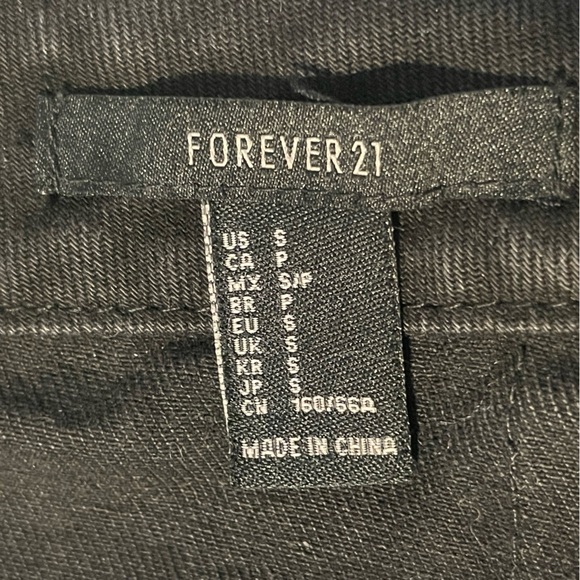 FOREVER 21
US S
CA P
MX S/P
BR P
EU S
UK S
KR S
JP S
CN 160/66A
MADE IN CHINA